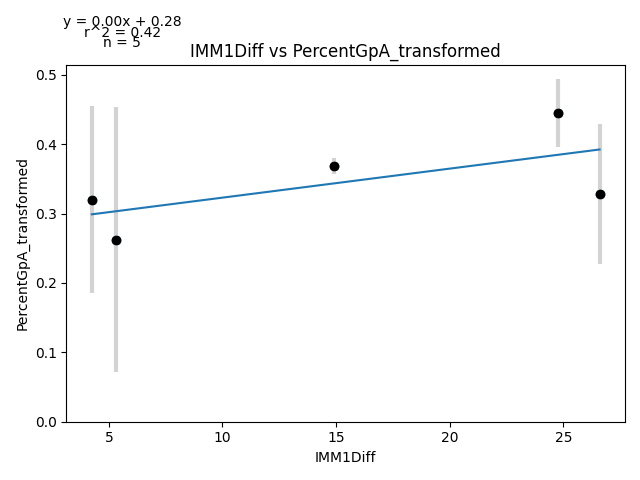 y = 0.00x + 0.28
r^2 = 0.42
n = 5
IMM1Diff vs PercentGpA_transformed
PercentGpA_transformed
0.5
0.4
0.3
0.2
0.1
0.0
5 10 15 20 25
IMM1Diff